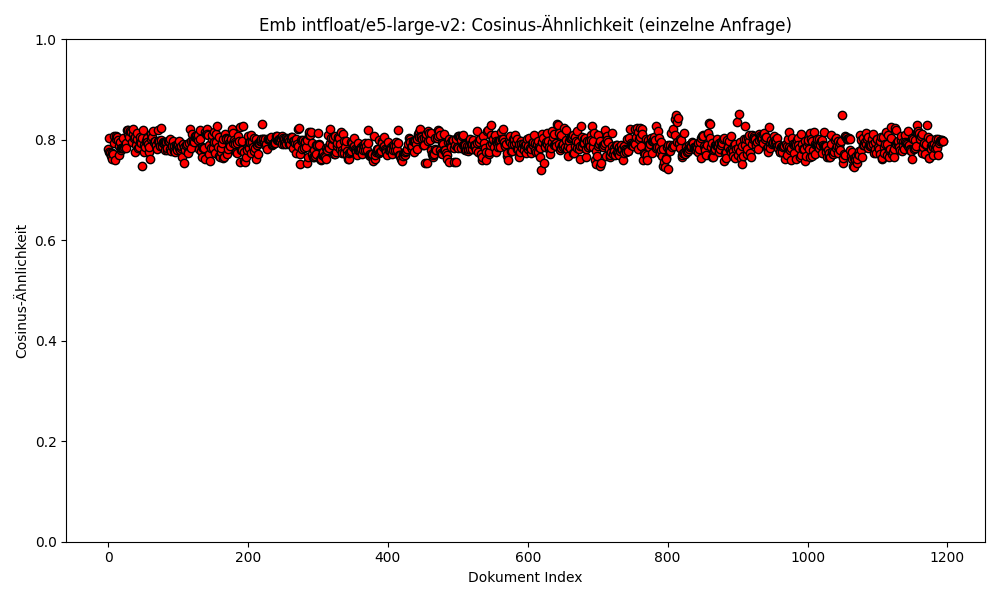 Emb intfloat/e5-large-v2: Cosinus-Ähnlichkeit (einzelne Anfrage)
1.0
0.8
0.6
0.4
0.2
0.0
Cosinus-Ähnlichkeit
0 200 400 600 800 1000 1200
Dokument Index